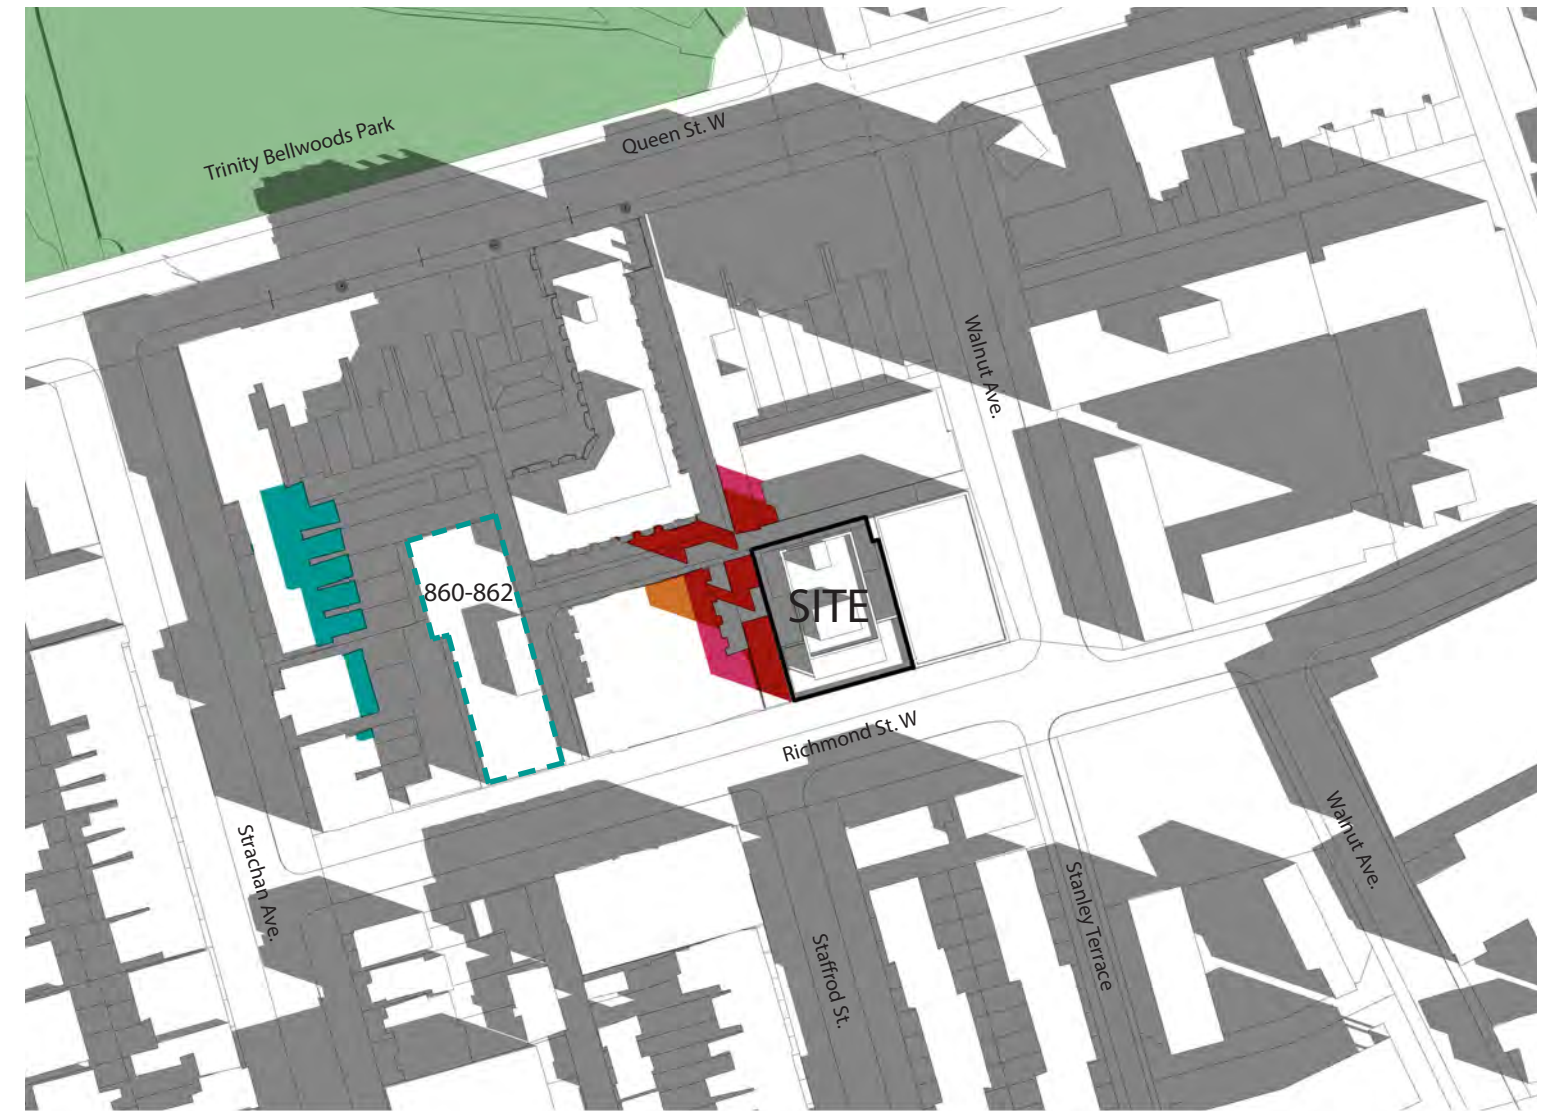 Trinity Bellwoods Park
Queen St. W
Walnut Ave.
860-862
SITE
Richmond St. W
Strachan Ave.
Staffrod St.
Stanley Terrace
Walnut Ave.